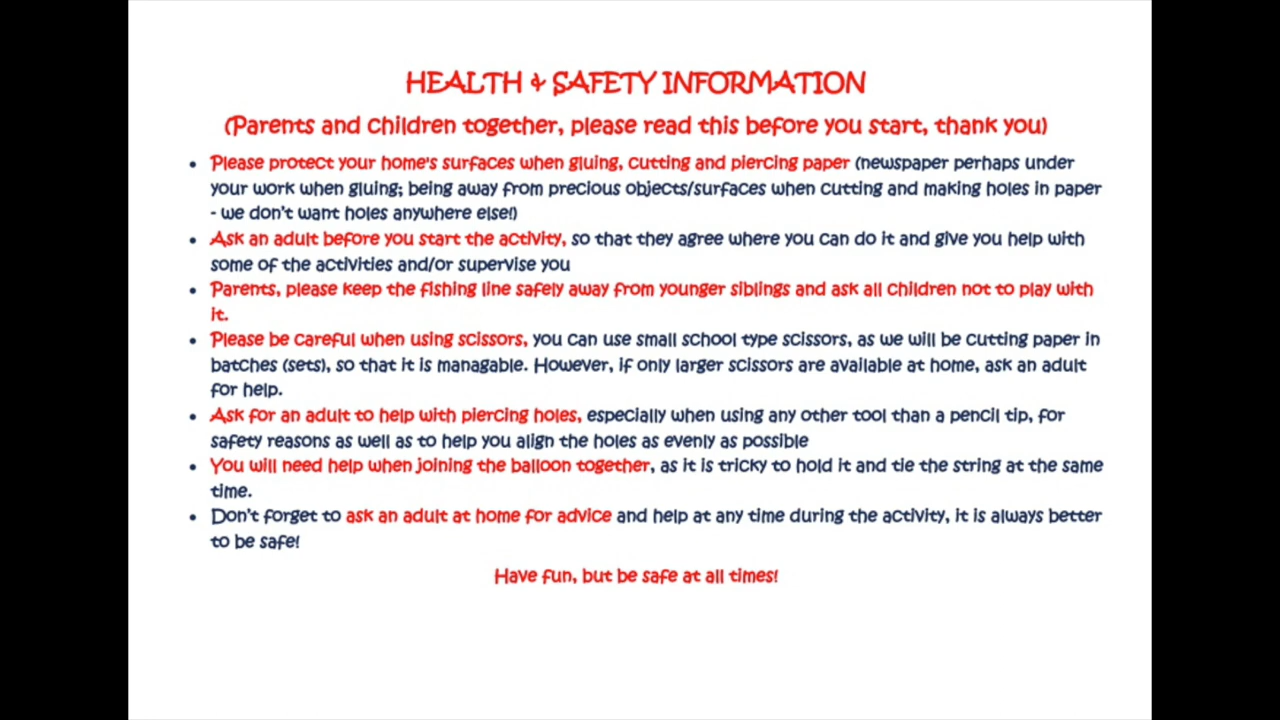 HEALTH & SAFETY INFORMATION
(Parents and children together, please read this before you start, thank you)
• Please protect your home's surfaces when gluing, cutting and piercing paper (newspaper perhaps under
your work when gluing; being away from precious objects/surfaces when cutting and making holes in paper
- we don't want holes anywhere else!)
• Ask an adult before you start the activity, so that they agree where you can do it and give you help with
some of the activities and/or supervise you
• Parents, please keep the fishing line safely away from younger siblings and ask all children not to play with
it.
• Please be careful when using scissors, you can use small school type scissors, as we will be cutting paper in
batches (sets), so that it is managable. However, if only larger scissors are available at home, ask an adult
for help.
• Ask for an adult to help with piercing holes, especially when using any other tool than a pencil tip, for
safety reasons as well as to help you align the holes as evenly as possible
• You will need help when joining the balloon together, as it is tricky to hold it and tie the string at the same
time.
• Don't forget to ask an adult at home for advice and help at any time during the activity, it is always better
to be safe!
Have fun, but be safe at all times!